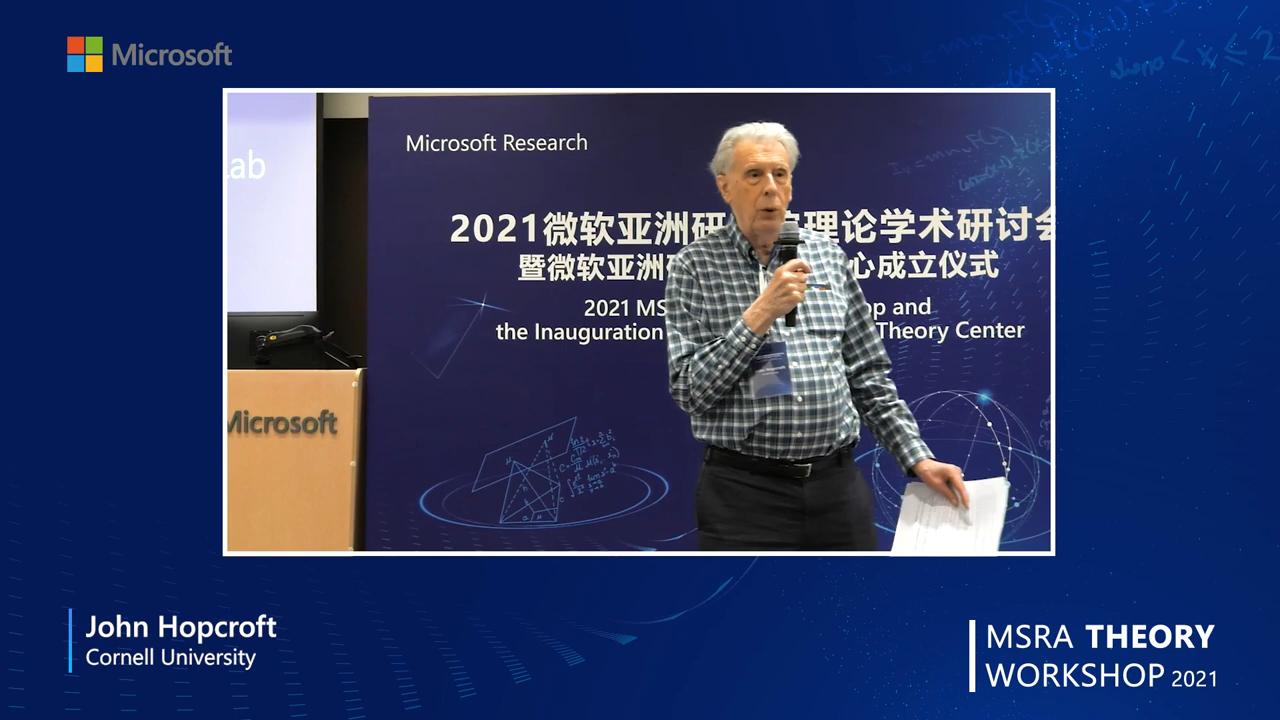 Microsoft
ab
Microsoft Research
2021微软亚洲研 理论学术研讨会
暨微软亚洲研 心成立仪式
2021 MS op and
the Inauguration Theory Center
Microsoft
John Hopcroft
Cornell University
MSRA THEORY
WORKSHOP 2021